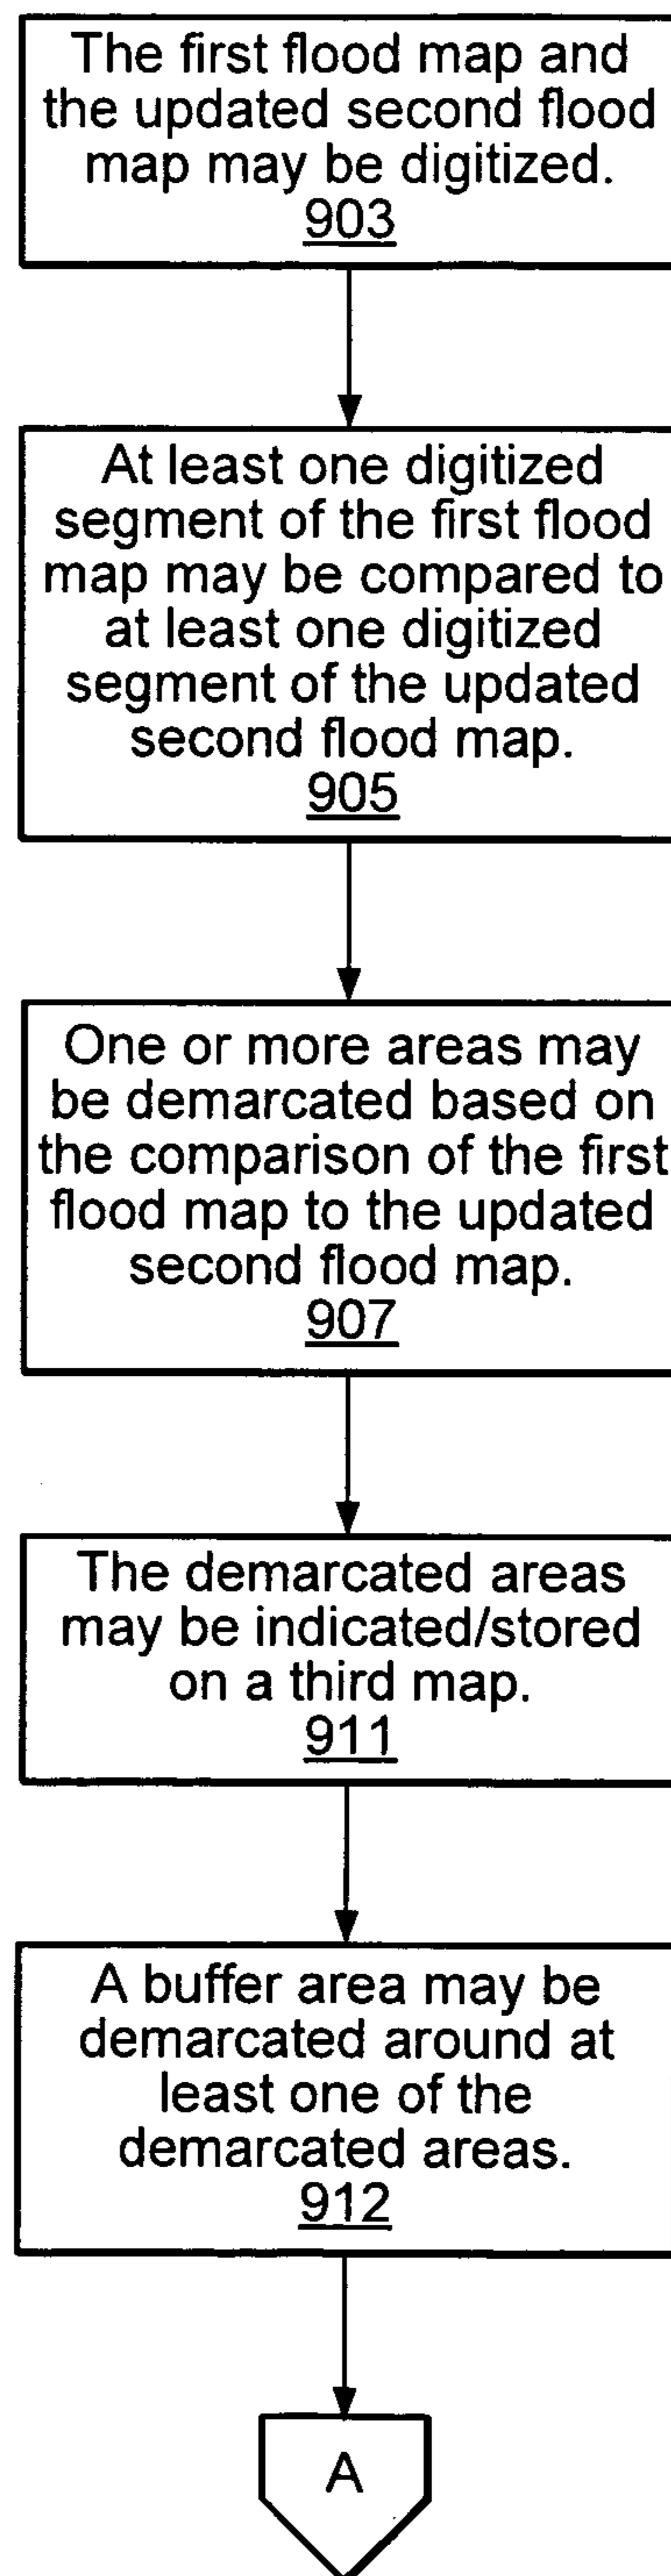 The first flood map and
the updated second flood
map may be digitized.
903
At least one digitized
segment of the first flood
map may be compared to
at least one digitized
segment of the updated
second flood map.
905
One or more areas may
be demarcated based on
the comparison of the first
flood map to the updated
second flood map.
907
The demarcated areas
may be indicated/stored
on a third map.
911
A buffer area may be
demarcated around at
least one of the
demarcated areas.
912
A